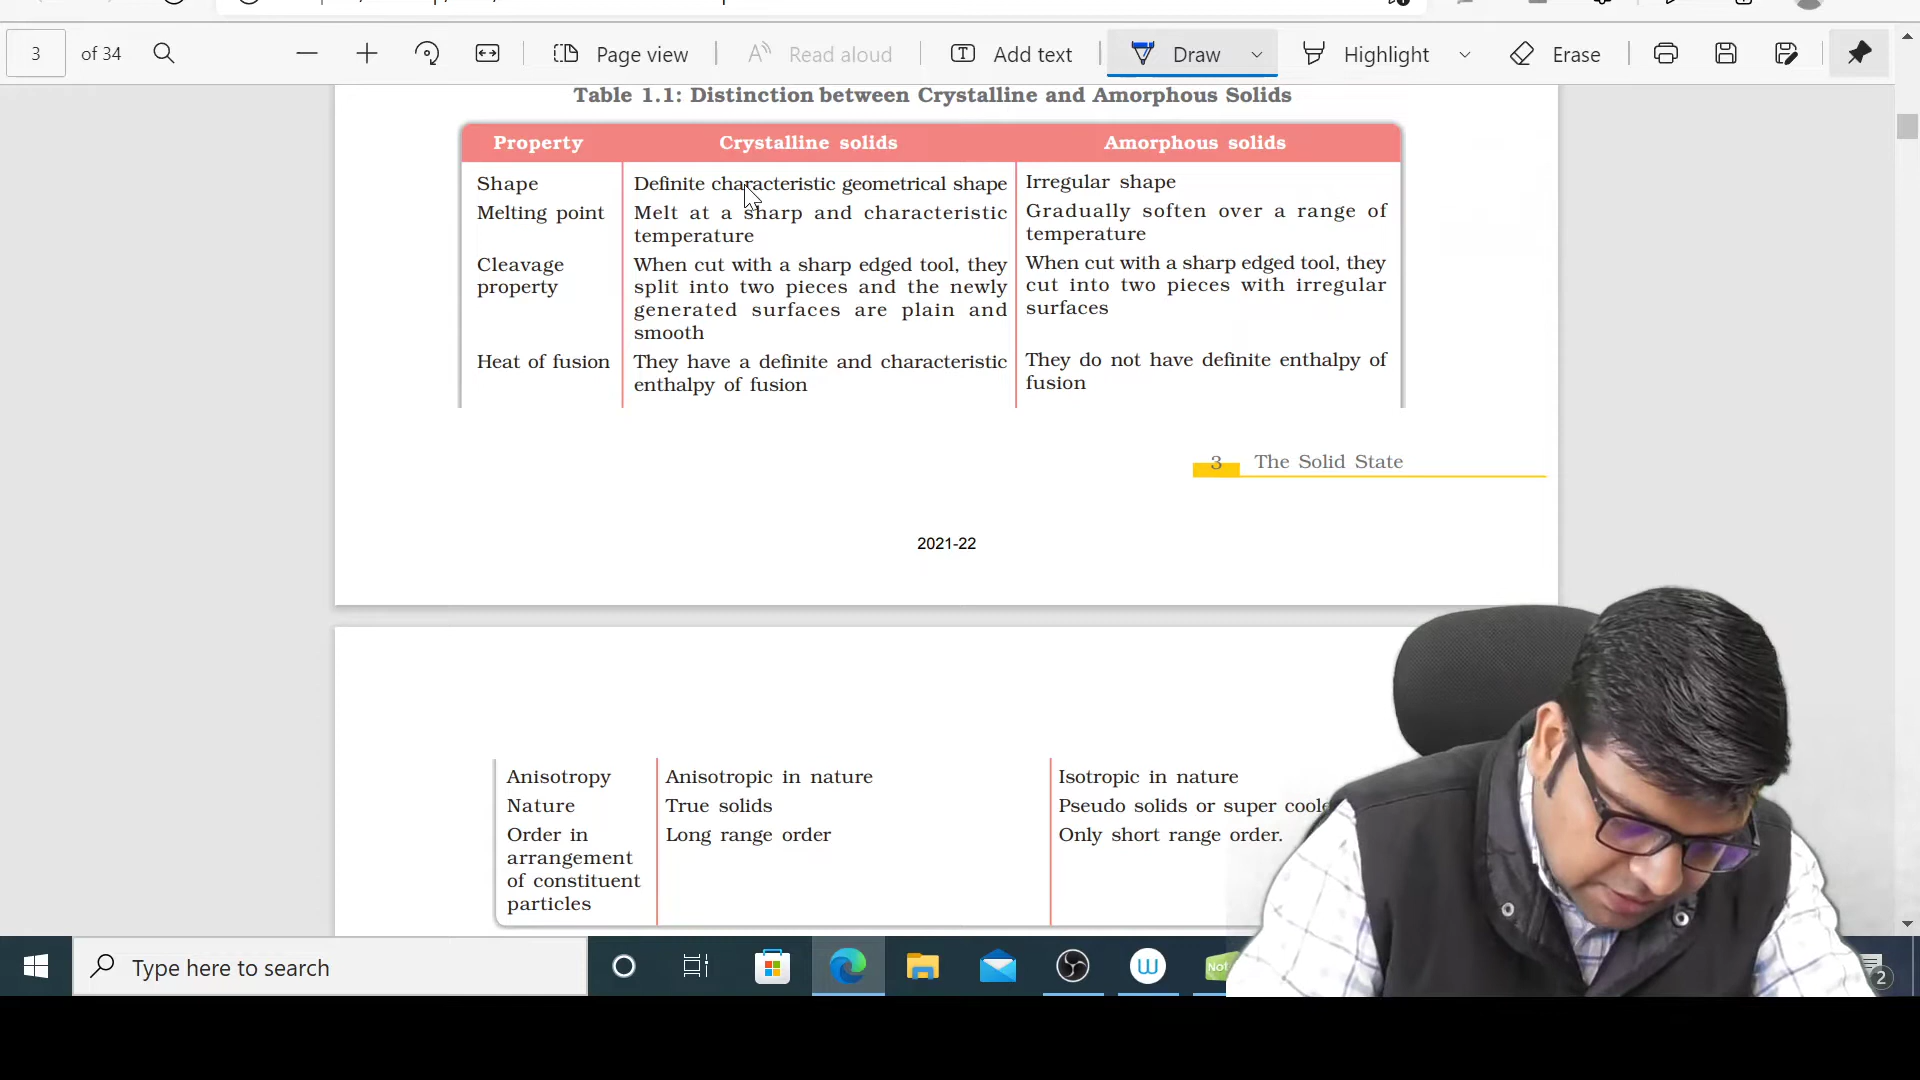 3 of 34 Page view Read aloud Add text Draw Highlight Erase
Table 1.1: Distinction between Crystalline and Amorphous Solids
Property Crystalline solids Amorphous solids
Shape Definite characteristic geometrical shape Irregular shape
Melting point Melt at a sharp and characteristic Gradually soften over a range of
temperature temperature
Cleavage When cut with a sharp edged tool, they When cut with a sharp edged tool, they
property split into two pieces and the newly cut into two pieces with irregular
generated surfaces are plain and surfaces
smooth
Heat of fusion They have a definite and characteristic They do not have definite enthalpy of
enthalpy of fusion fusion
3 The Solid State
2021-22
Anisotropy Anisotropic in nature Isotropic in nature
Nature True solids Pseudo solids or super
Order in Long range order Only short range order.
arrangement
of constituent
particles
Type here to search
Not
2